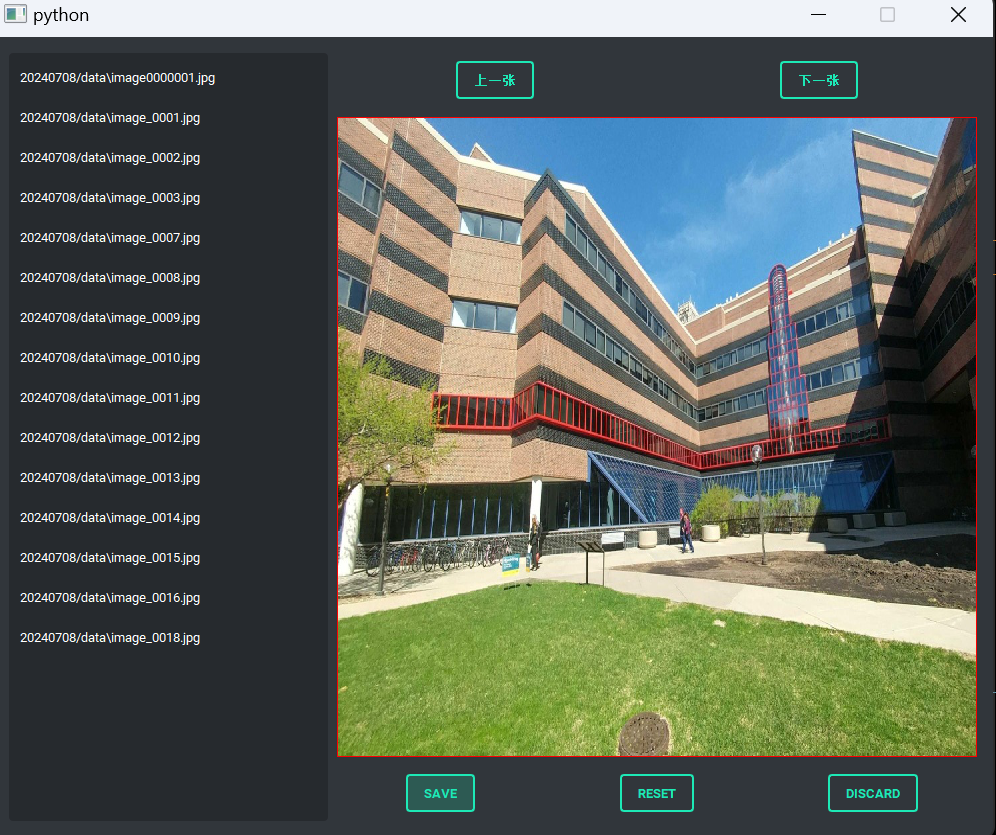 python
20240708/data\image0000001.jpg
20240708/data\image_0001.jpg
20240708/data\image_0002.jpg
20240708/data\image_0003.jpg
20240708/data\image_0007.jpg
20240708/data\image_0008.jpg
20240708/data\image_0009.jpg
20240708/data\image_0010.jpg
20240708/data\image_0011.jpg
20240708/data\image_0012.jpg
20240708/data\image_0013.jpg
20240708/data\image_0014.jpg
20240708/data\image_0015.jpg
20240708/data\image_0016.jpg
20240708/data\image_0018.jpg
上一张
下一张
SAVE
RESET
DISCARD